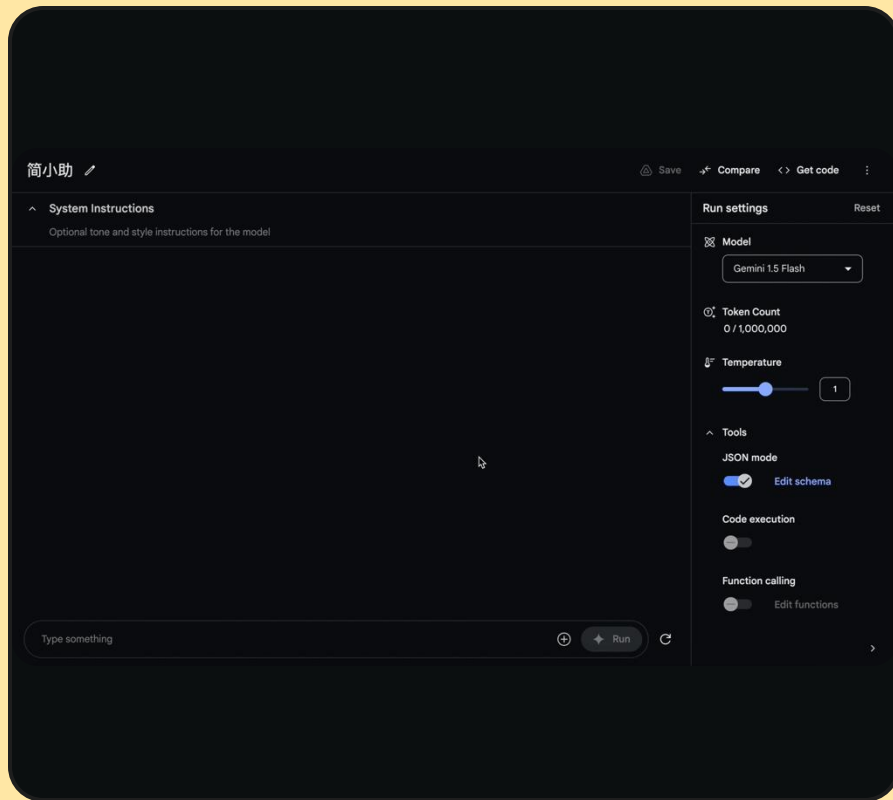 简小助
Save
Compare
<> Get code
System Instructions
Optional tone and style instructions for the model
Run settings
Reset
Model
Gemini 1.5 Flash
Token Count
0 / 1,000,000
Temperature
1
Tools
JSON mode
Edit schema
Code execution
Function calling
Edit functions
Type something
Run